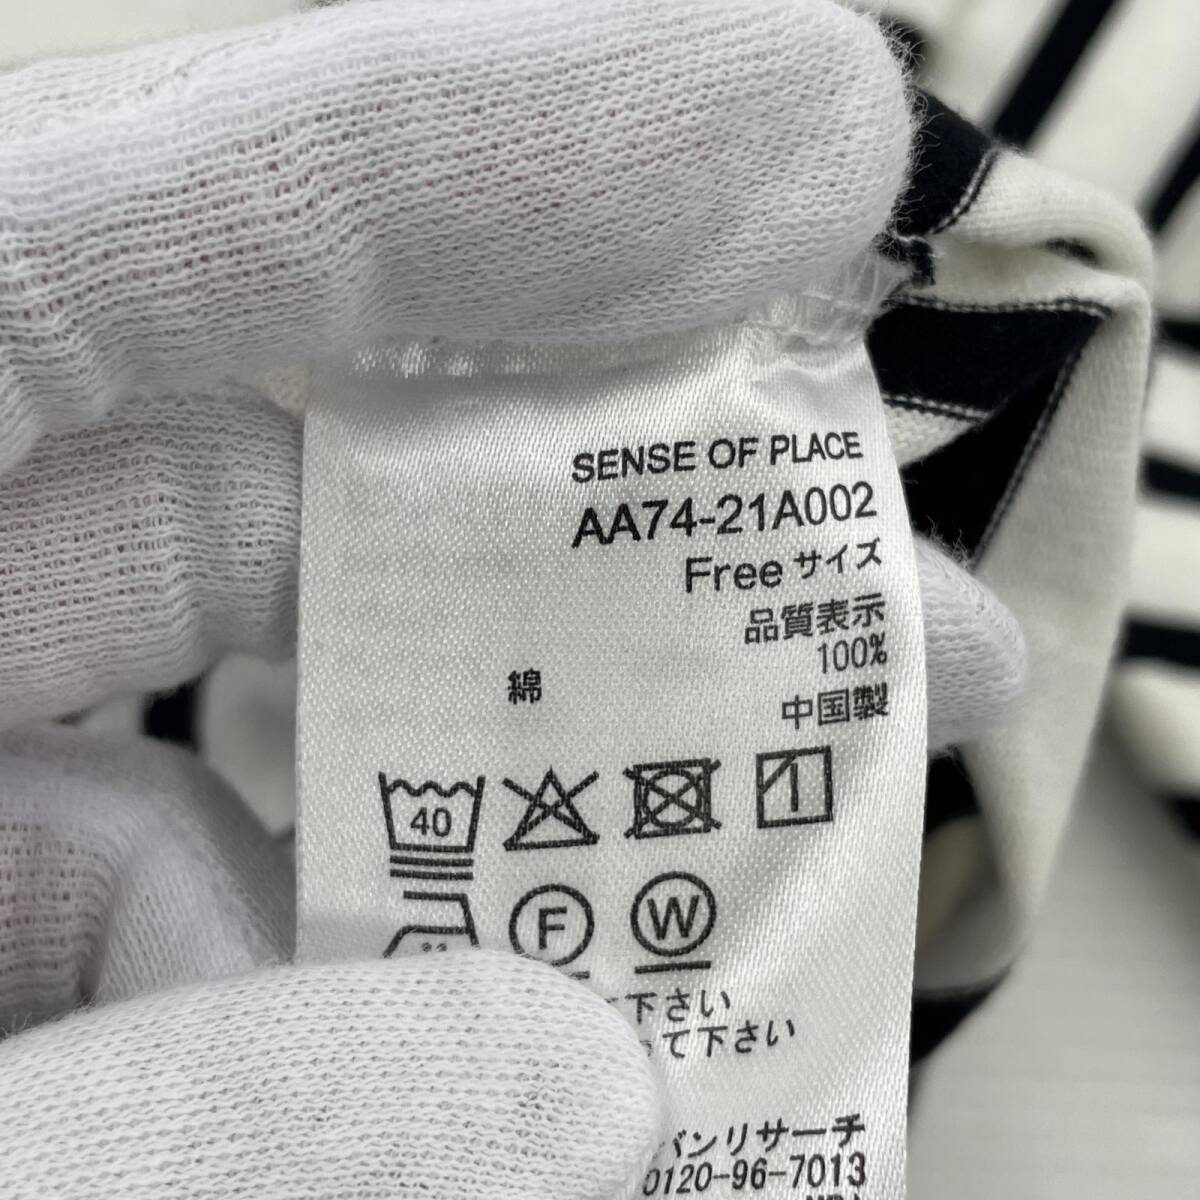 SENSE OF PLACE
AA74-21A002
Free サイズ
品質表示
綿 100%
中国製
40
F W
下さい
って下さい
バンリサーチ
0120-96-7013